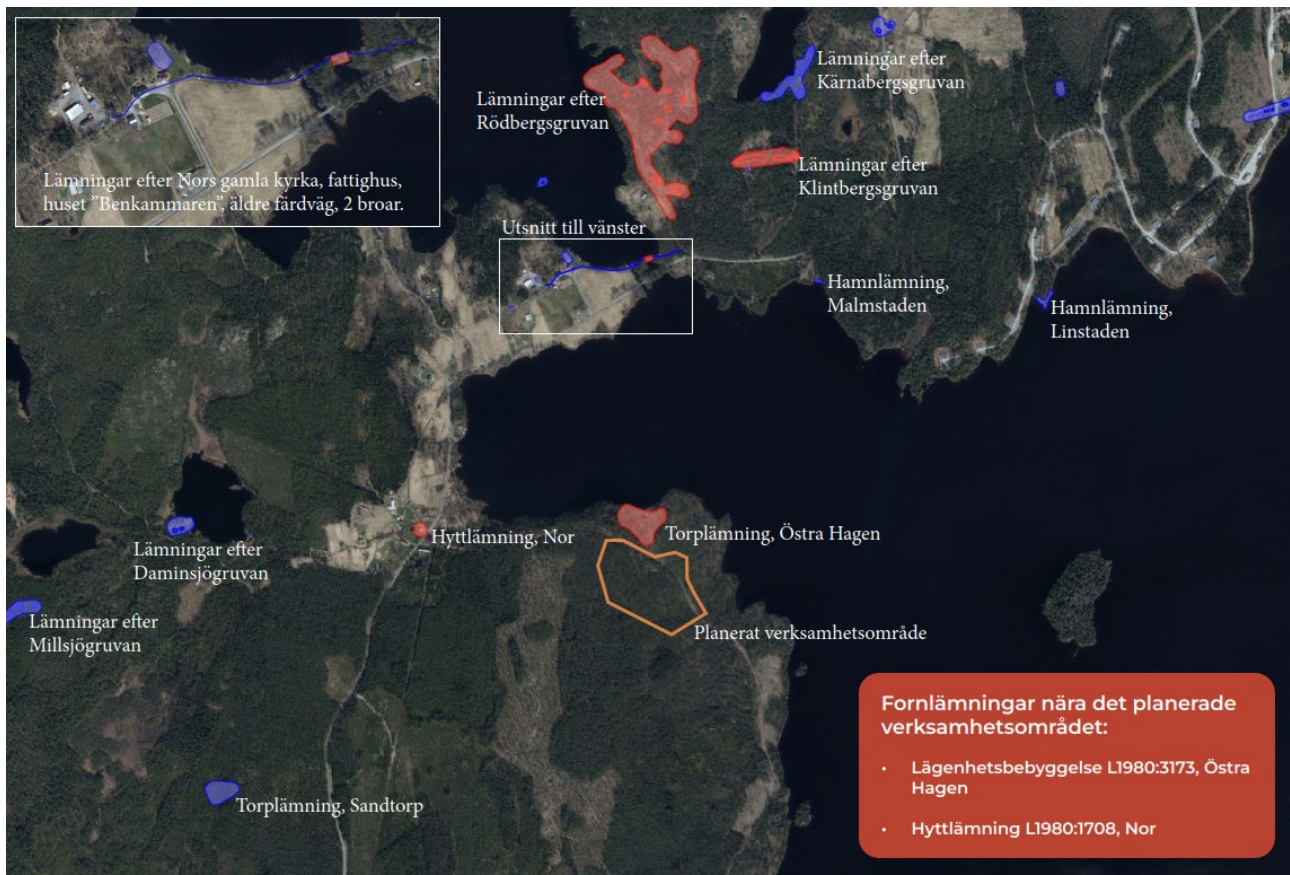 Lämningar efter Nors gamla kyrka, fattighus,
huset ”Benkammaren”, äldre färdväg, 2 broar.
Lämningar efter
Rödbergsgruvan
Lämningar efter
Kärnabergsgruvan
Lämningar efter
Klintbergsgruvan
Utsnitt till vänster
Hamnlämning,
Malmstaden
Hamnlämning,
Linstaden
Lämningar efter
Daminsjögruvan
Hyttlämning, Nor
Torplämning, Östra Hagen
Lämningar efter
Millsjögruvan
Planerat verksamhetsområde
Torplämning, Sandtorp
Fornlämningar nära det planerade
verksamhetsområdet:
• Lägenhetsbebyggelse L1980:3173, Östra
Hagen
• Hyttlämning L1980:1708, Nor